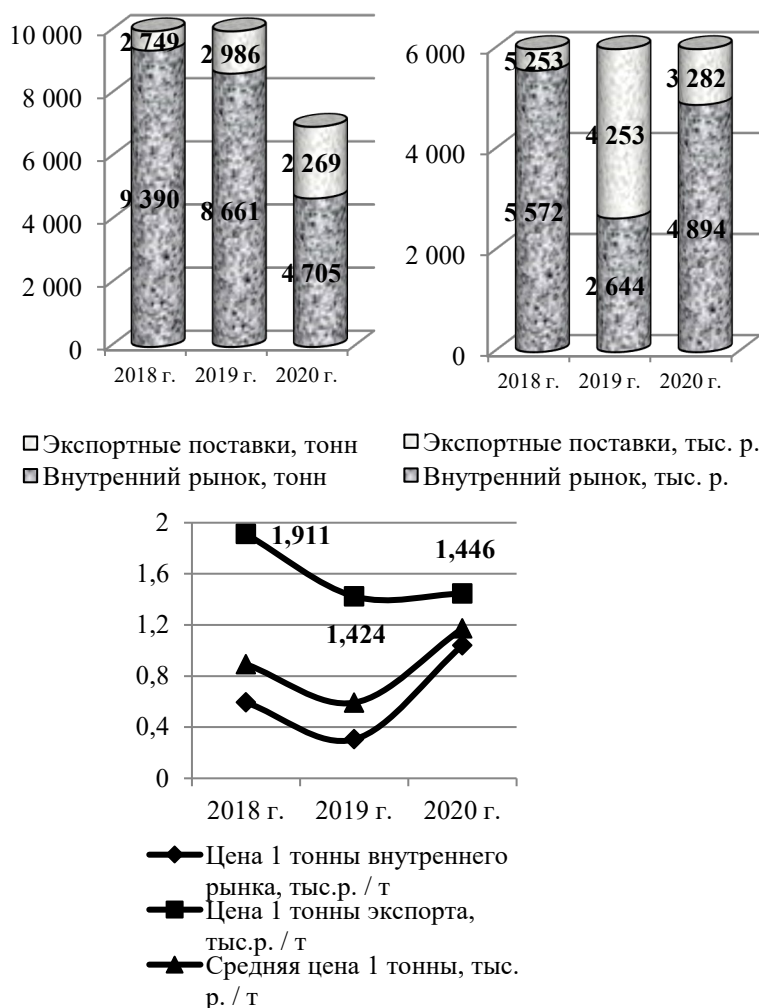 10 000
8 000
6 000
4 000
2 000
0
2 749
2 986
2 269
9 390
8 661
4 705
2018 г.
2019 г.
2020 г.
Экспортные поставки, тонн
Внутренний рынок, тонн
6 000
4 000
2 000
0
5 253
4 253
3 282
5 572
2 644
4 894
2018 г.
2019 г.
2020 г.
Экспортные поставки, тыс. р.
Внутренний рынок, тыс. р.
2
1,6
1,2
0,8
0,4
0
1,911
1,424
1,446
2018 г.
2019 г.
2020 г.
Цена 1 тонны внутреннего
рынка, тыс.р. / т
Цена 1 тонны экспорта,
тыс.р. / т
Средняя цена 1 тонны, тыс.
р. / т